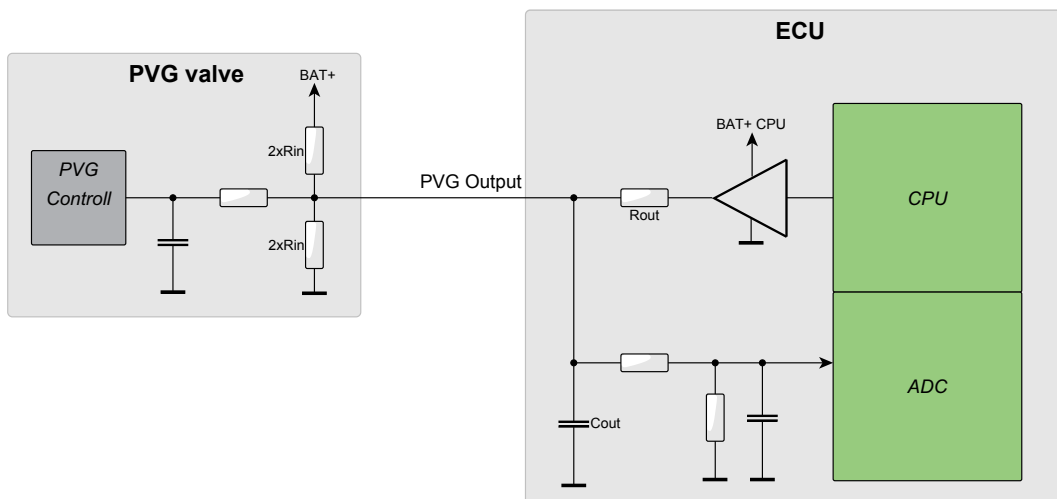 ECU
PVG valve
BAT+
BAT+ CPU
2xRin
PVG
Controll
PVG Output
Rout
CPU
2xRin
Cout
ADC